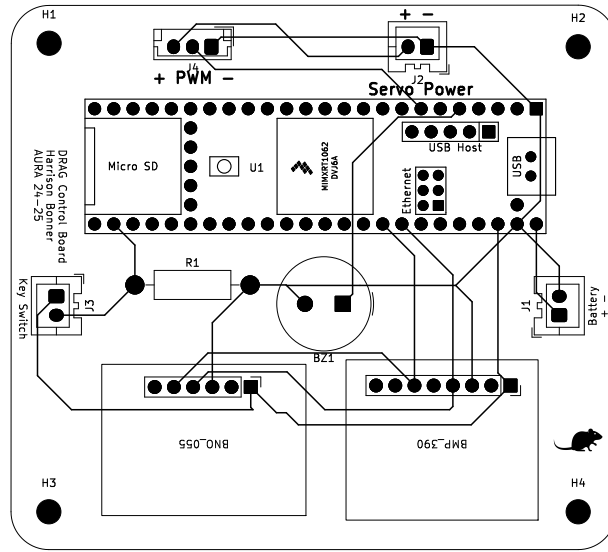 H1
H2
+ -
J4
J2
+ PWM -
Servo Power
Micro SD
U1
MIMXRT1062
DVJ6A
USB Host
USB
Ethernet
DRAG Control Board
Harrison Bonner
AURA 24-25
R1
J3
Key Switch
BZ1
J1
Battery
+ -
BNO_055
BMP_390
H3
H4